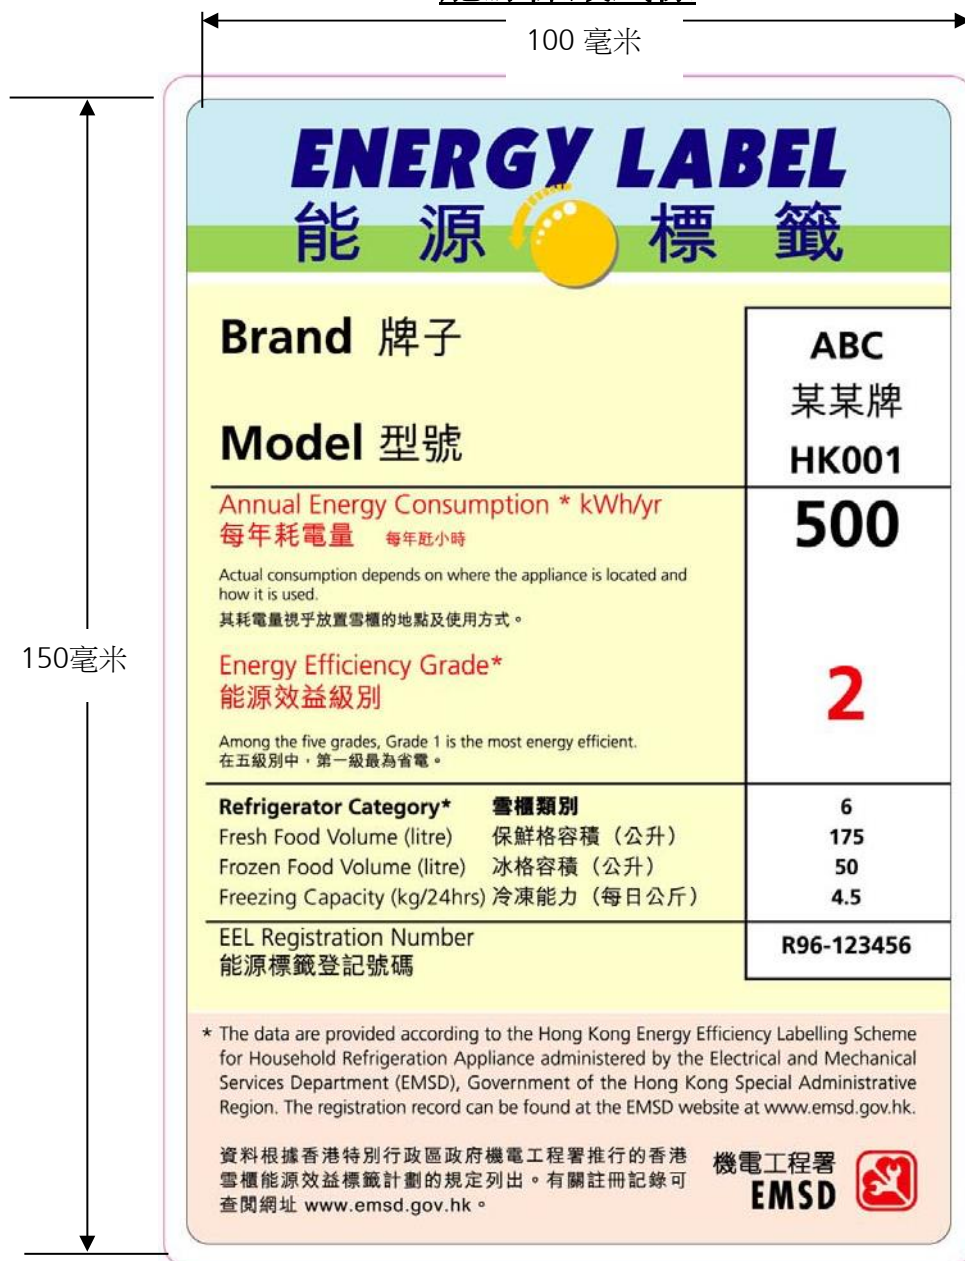 100 毫米
150毫米
ENERGY LABEL
能源標籤
Brand 牌子
ABC
某某牌
Model 型號
HK001
Annual Energy Consumption * kWh/yr
500
每年耗電量 每年瓩小時
Actual consumption depends on where the appliance is located and
how it is used.
其耗電量視乎放置雪櫃的地點及使用方式。
Energy Efficiency Grade*
能源效益級別
2
Among the five grades, Grade 1 is the most energy efficient.
在五級別中，第一級最為省電。
Refrigerator Category* 雪櫃類別 6
Fresh Food Volume (litre) 保鮮格容積（公升） 175
Frozen Food Volume (litre) 冰格容積（公升） 50
Freezing Capacity (kg/24hrs) 冷凍能力（每日公斤） 4.5
EEL Registration Number
能源標籤登記號碼
R96-123456
* The data are provided according to the Hong Kong Energy Efficiency Labelling Scheme
for Household Refrigeration Appliance administered by the Electrical and Mechanical
Services Department (EMSD), Government of the Hong Kong Special Administrative
Region. The registration record can be found at the EMSD website at www.emsd.gov.hk.
資料根據香港特別行政區政府機電工程署推行的香港
雪櫃能源效益標籤計劃的規定列出。有關註冊記錄可
查閱網址 www.emsd.gov.hk。
機電工程署
EMSD